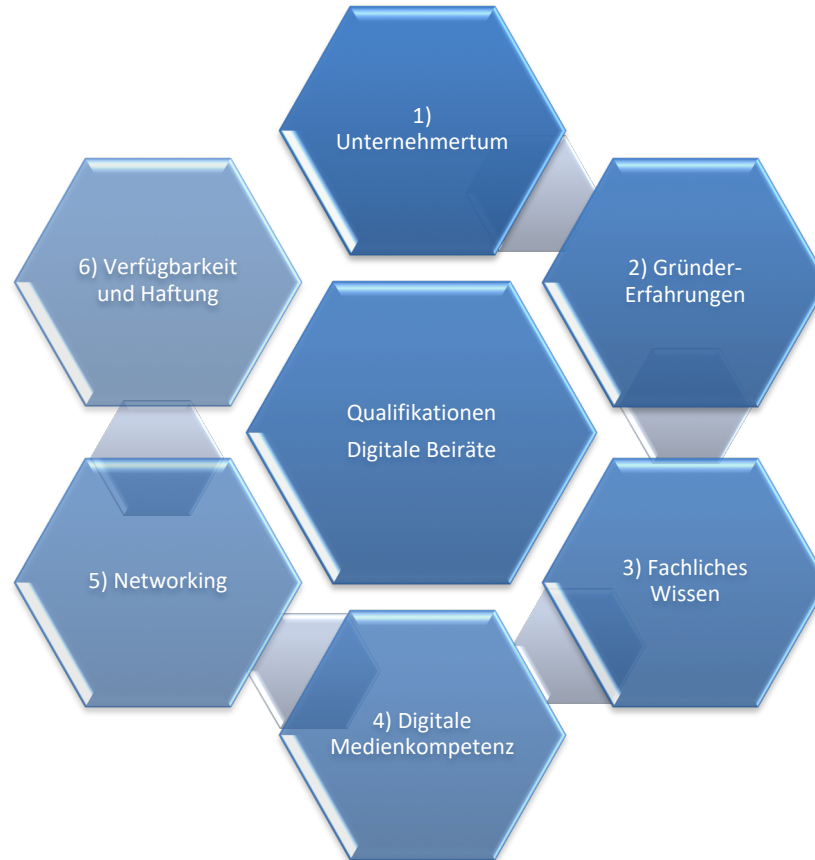 1)
Unternehmertum
2) Gründer-
Erfahrungen
3) Fachliches
Wissen
4) Digitale
Medienkompetenz
5) Networking
6) Verfügbarkeit
und Haftung
Qualifikationen
Digitale Beiräte